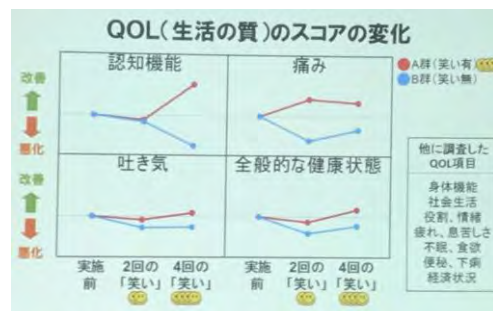 QOL(生活の質)のスコアの変化
認知機能
痛み
A群(笑い有)
B群(笑い無)
改善
悪化
吐き気
全般的な健康状態
改善
悪化
実施
前
2回の
「笑い」
4回の
「笑い」
実施
前
2回の
「笑い」
4回の
「笑い」
他に調査した
QOL項目
身体機能
社会生活
役割、情緒
疲れ、息苦しさ
不眠、食欲
便秘、下痢
経済状況